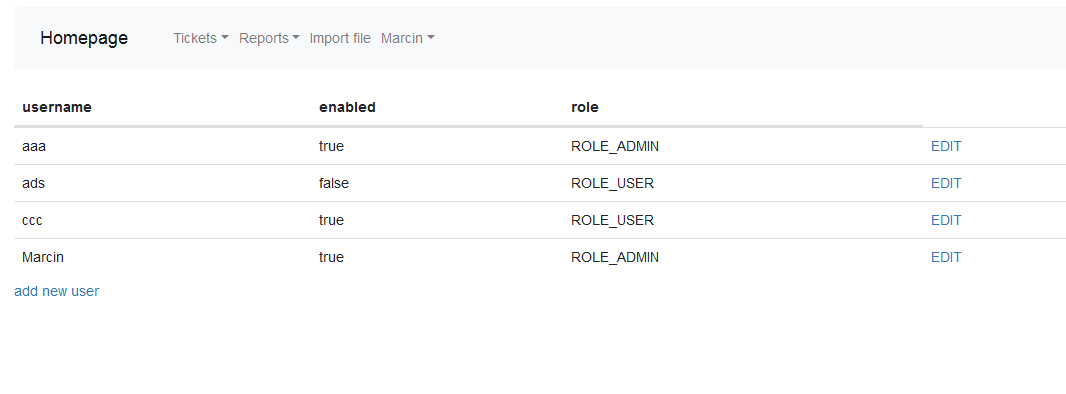 Homepage Tickets Reports Import file Marcin
username enabled role
aaa true ROLE_ADMIN EDIT
ads false ROLE_USER EDIT
ccc true ROLE_USER EDIT
Marcin true ROLE_ADMIN EDIT
add new user